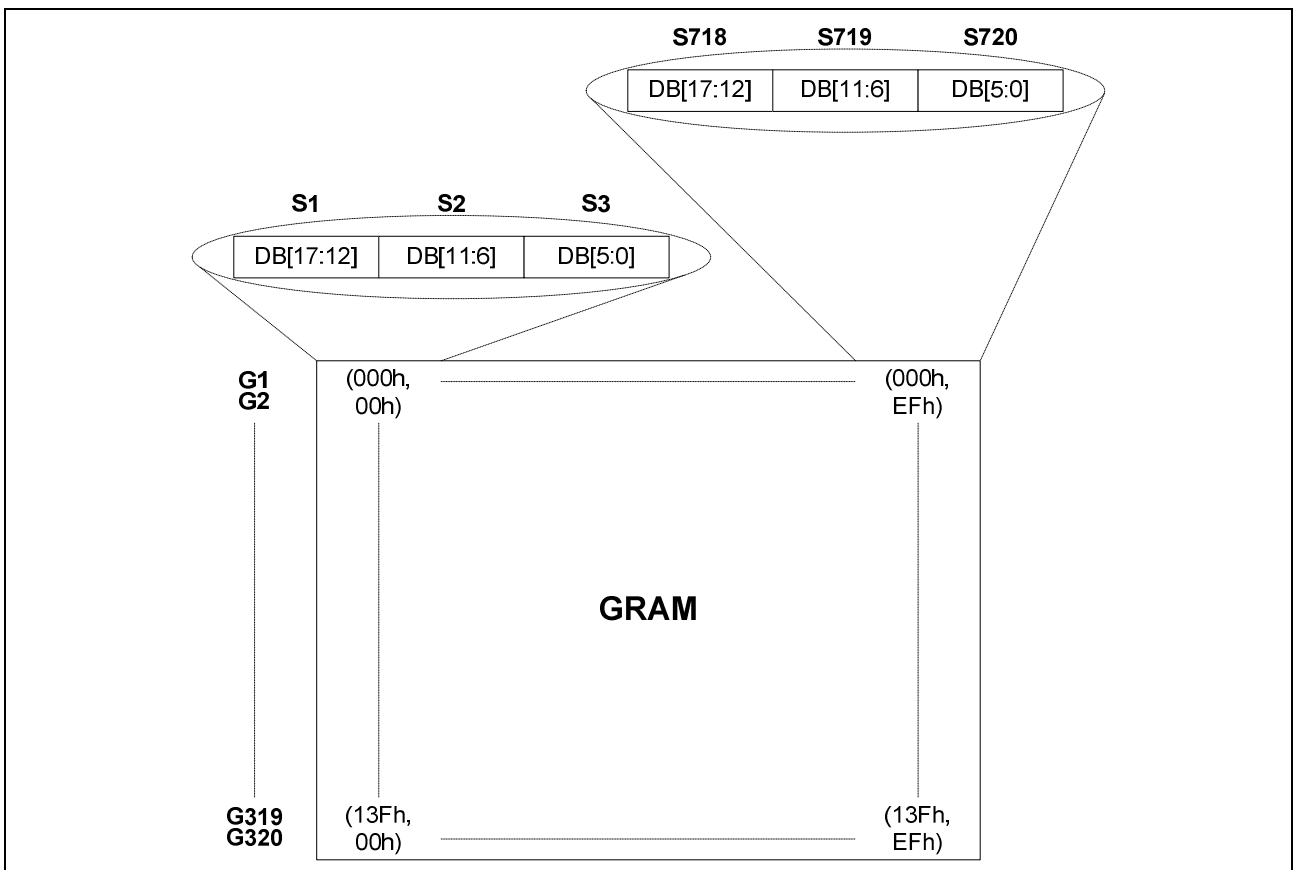 S718 S719 S720
DB[17:12] DB[11:6] DB[5:0]
S1 S2 S3
DB[17:12] DB[11:6] DB[5:0]
G1
G2
(000h,
00h)
(000h,
EFh)
GRAM
G319
G320
(13Fh,
00h)
(13Fh,
EFh)